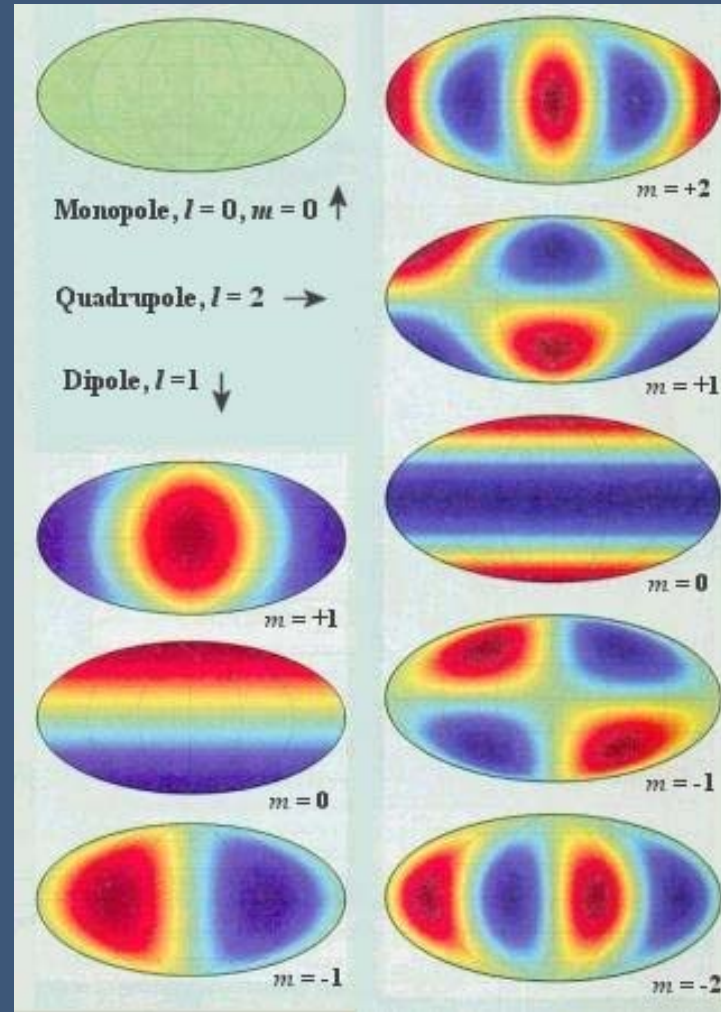 Monopole, l = 0, m = 0 ↑
Quadrupole, l = 2 →
Dipole, l =1 ↓
m = +1
m = 0
m = -1
m = +2
m = +1
m = 0
m = -1
m = -2